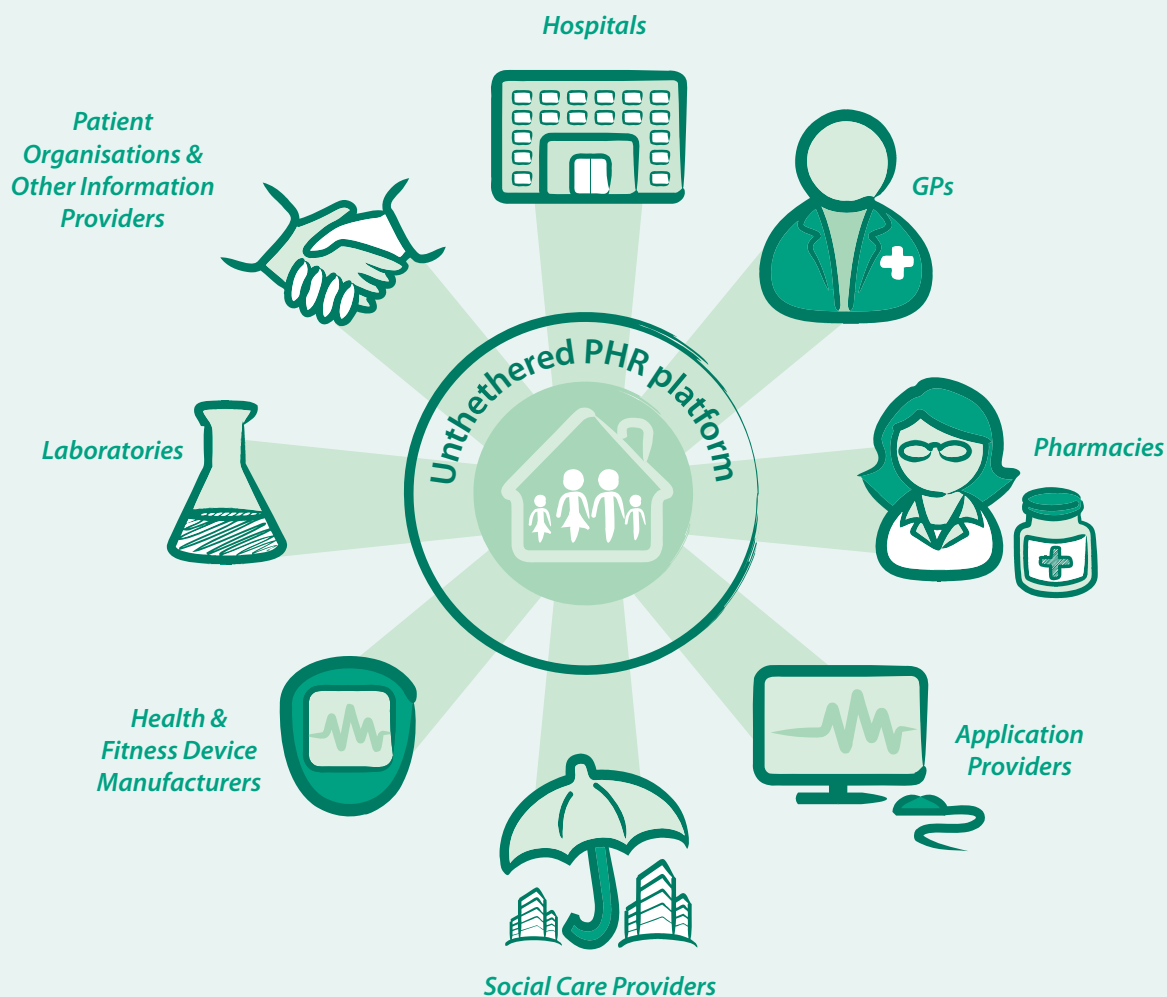 Hospitals
Patient
Organisations &
Other Information
Providers
GPs
Unthethered PHR platform
Laboratories
Pharmacies
Health &
Fitness Device
Manufacturers
Application
Providers
Social Care Providers